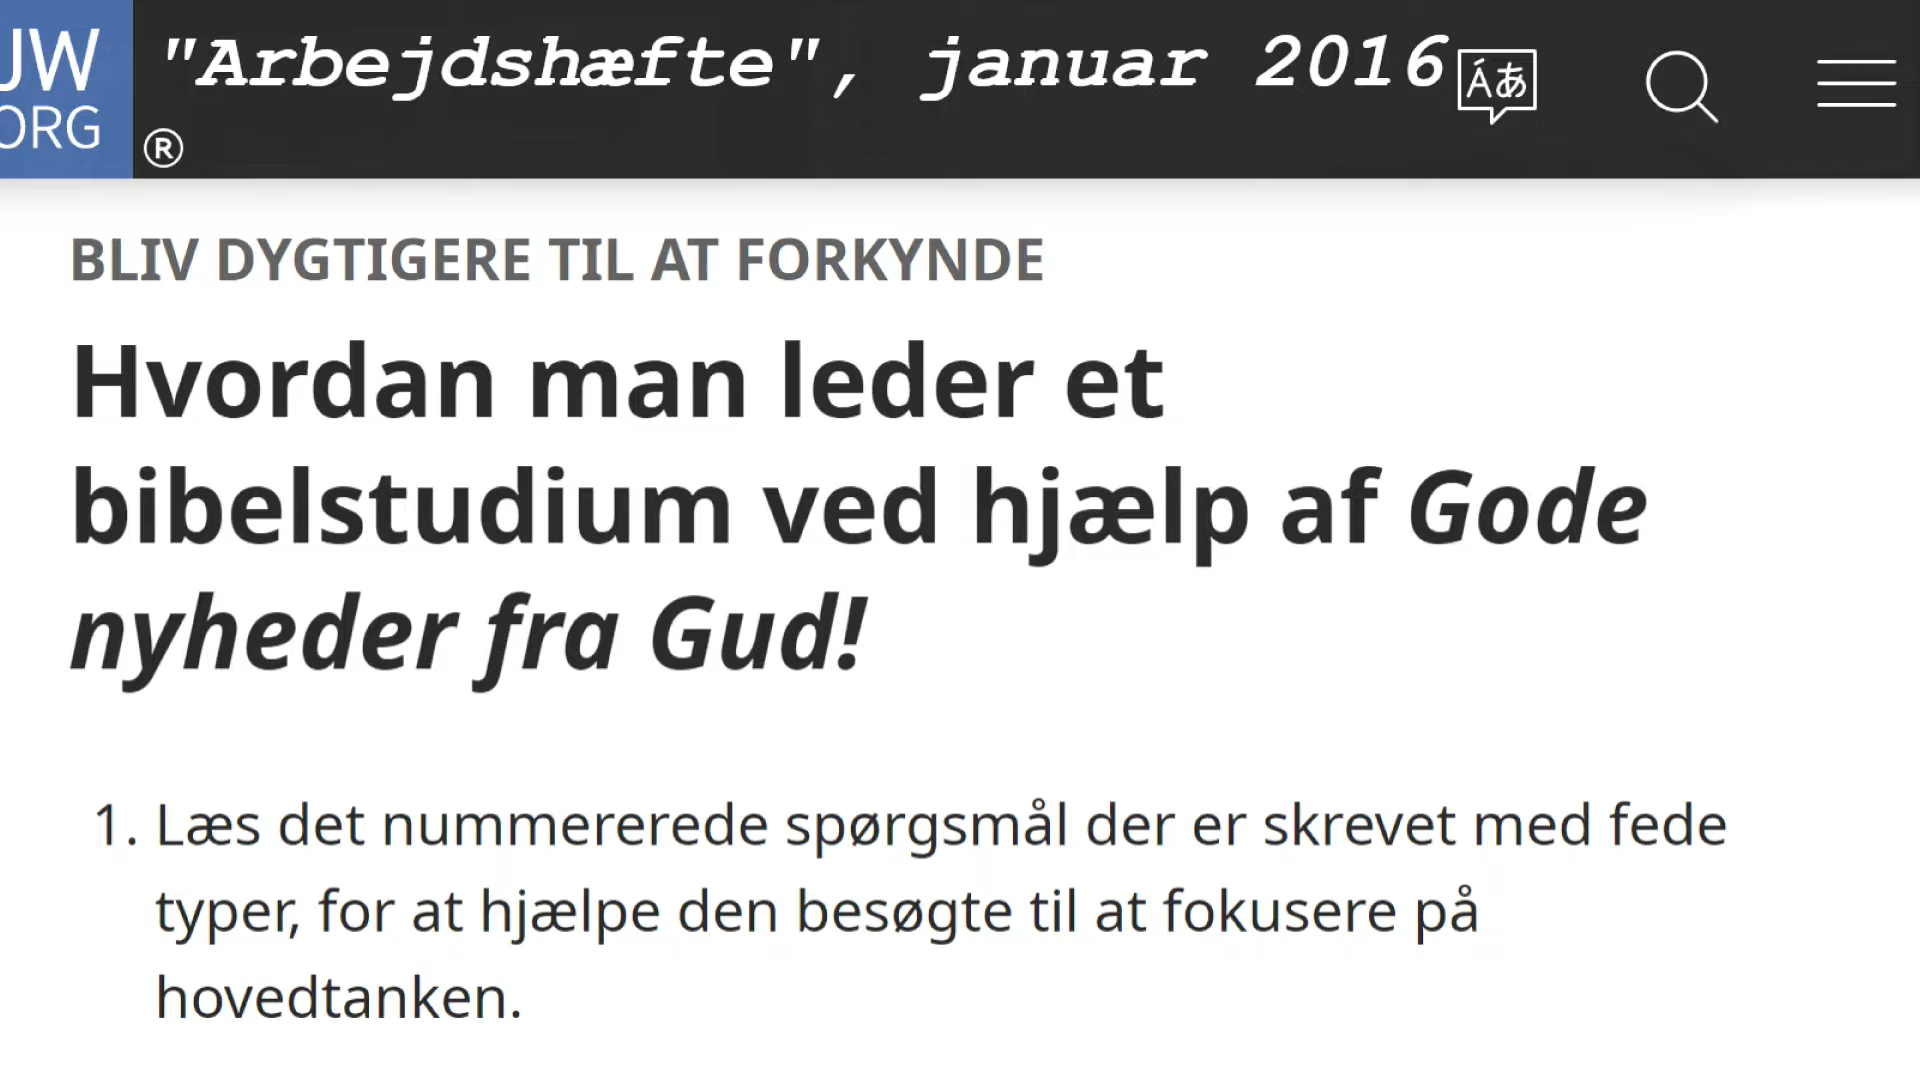 JW
ORG
®
"Arbejdshæfte", januar 2016
Áあ
BLIV DYGTIGERE TIL AT FORKYNDE
Hvordan man leder et
bibelstudium ved hjælp af Gode
nyheder fra Gud!
1. Læs det nummererede spørgsmål der er skrevet med fede
typer, for at hjælpe den besøgte til at fokusere på
hovedtanken.